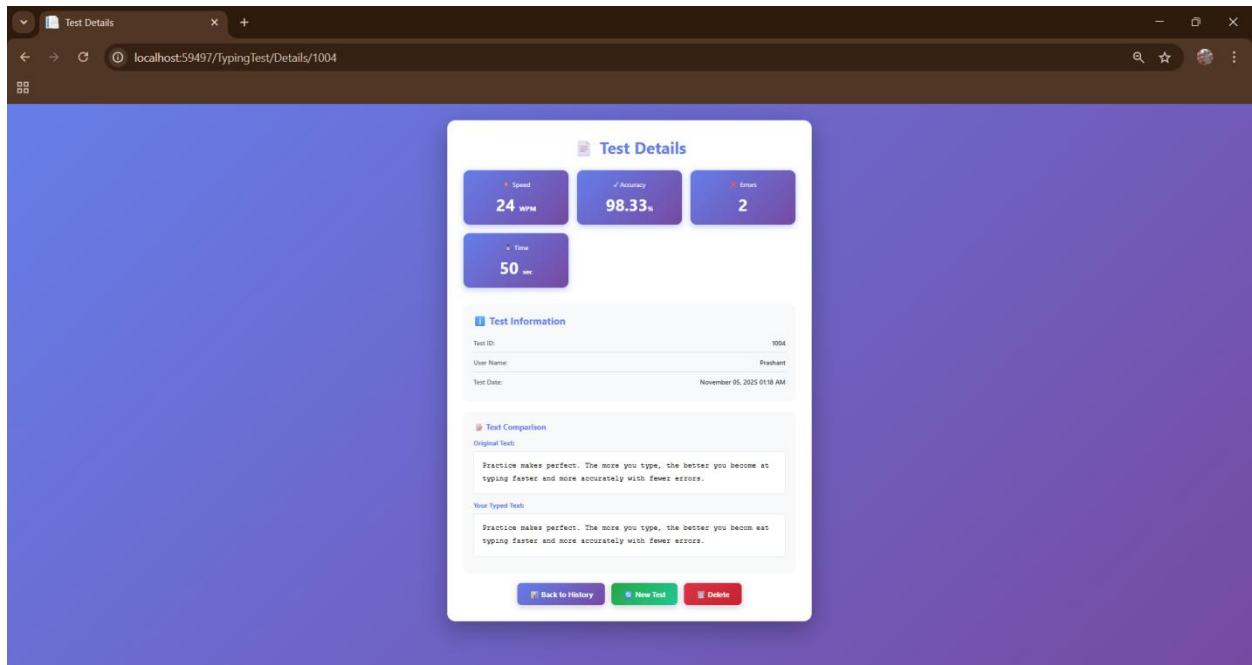 Test Details
localhost:59497/TypingTest/Details/1004
Test Details
Speed
24 WPM
✓ Accuracy
98.33%
Errors
2
Time
50 sec
Test Information
Test ID: 1004
User Name: Prashant
Test Date: November 05, 2025 01:18 AM
Text Comparison
Original Text:
Practice makes perfect. The more you type, the better you become at
typing faster and more accurately with fewer errors.
Your Typed Text:
Practice makes perfect. The more you type, the better you becom eat
typing faster and more accurately with fewer errors.
Back to History
New Test
Delete